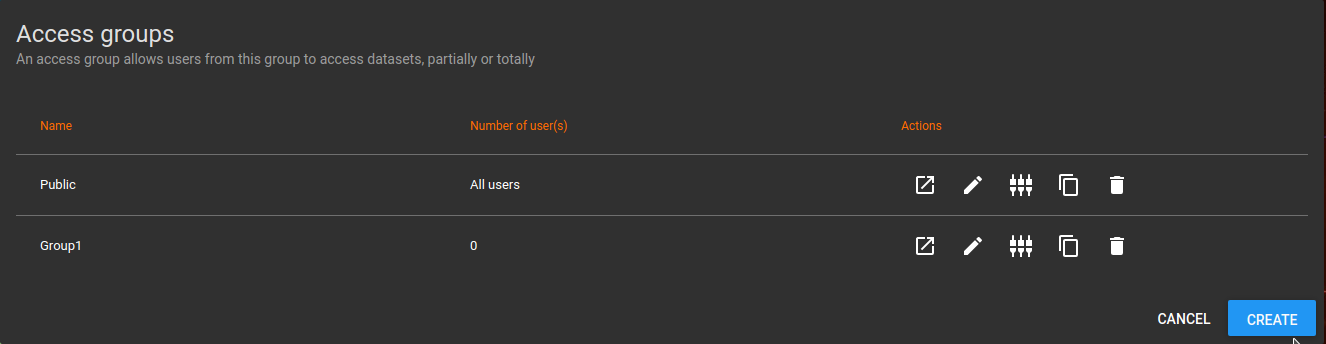 Access groups
An access group allows users from this group to access datasets, partially or totally
Name Number of user(s) Actions
Public All users
Group1 0
CANCEL CREATE